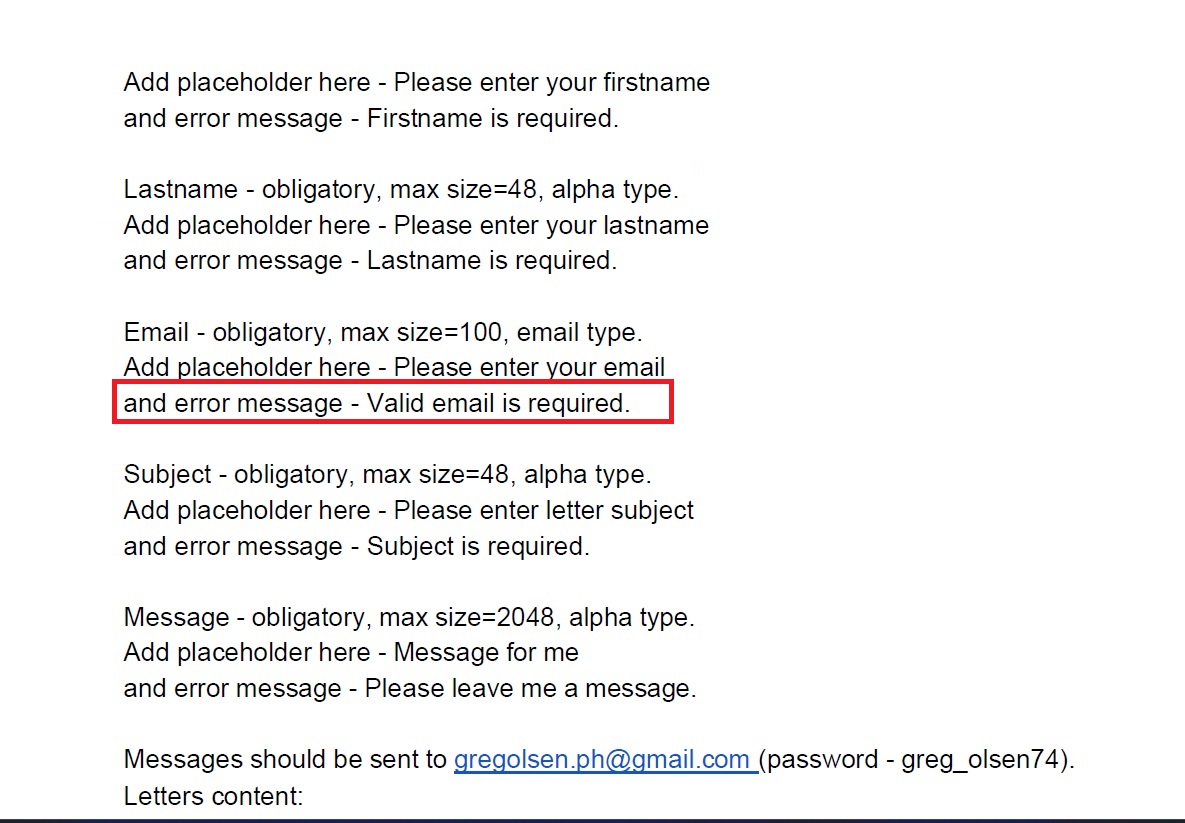 Add placeholder here - Please enter your firstname
and error message - Firstname is required.
Lastname - obligatory, max size=48, alpha type.
Add placeholder here - Please enter your lastname
and error message - Lastname is required.
Email - obligatory, max size=100, email type.
Add placeholder here - Please enter your email
and error message - Valid email is required.
Subject - obligatory, max size=48, alpha type.
Add placeholder here - Please enter letter subject
and error message - Subject is required.
Message - obligatory, max size=2048, alpha type.
Add placeholder here - Message for me
and error message - Please leave me a message.
Messages should be sent to gregolsen.ph@gmail.com (password - greg_olsen74).
Letters content: